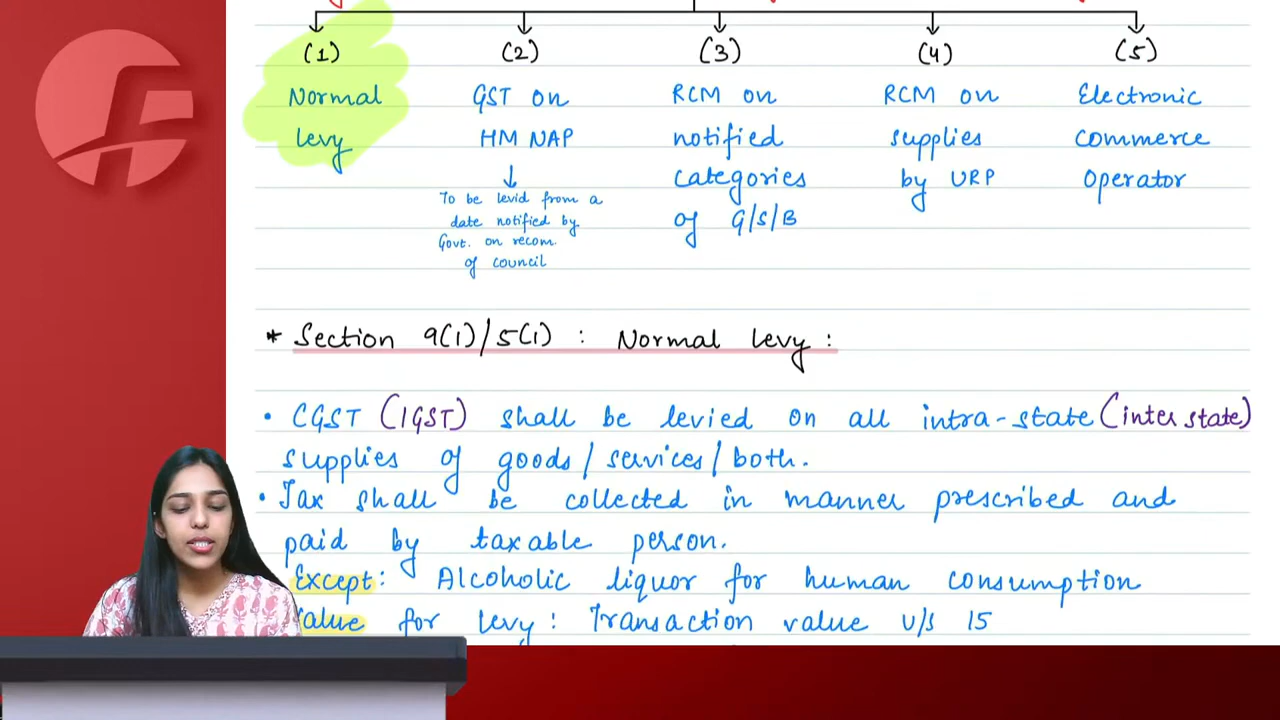 (1) (2) (3) (4) (5)
Normal GST on RCM on RCM on Electronic
levy HM NAP notified supplies commerce
categories by URP operator
of G/S/B
To be levid from a
date notified by
Govt. on recom.
of council
* Section 9(1)/5(1) : Normal levy :
• CGST (IGST) shall be levied on all intra-state (inter state)
supplies of goods/services/both.
• Tax shall be collected in manner prescribed and
paid by taxable person.
Except: Alcoholic liquor for human consumption
Value for levy: Transaction value u/s 15